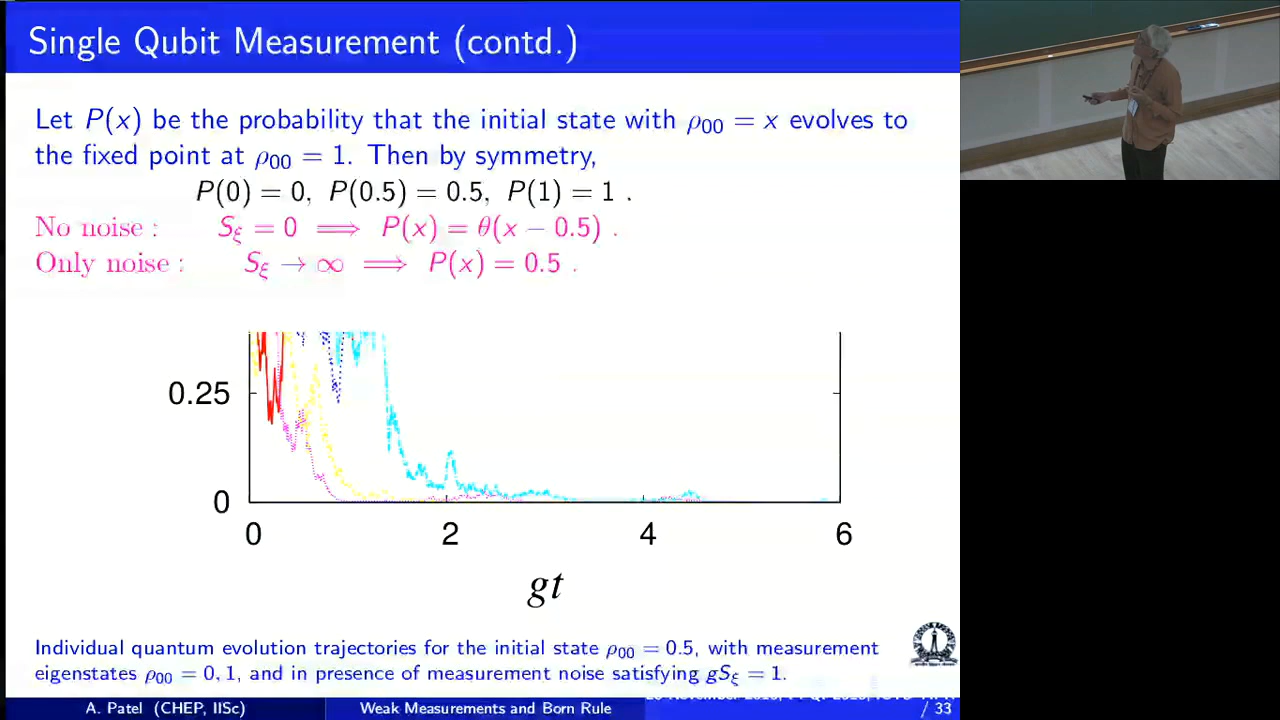 Single Qubit Measurement (contd.)
Let P(x) be the probability that the initial state with ρ₀₀ = x evolves to
the fixed point at ρ₀₀ = 1. Then by symmetry,
P(0) = 0, P(0.5) = 0.5, P(1) = 1 .
No noise : S_ξ = 0 ⟹ P(x) = θ(x − 0.5) .
Only noise : S_ξ → ∞ ⟹ P(x) = 0.5 .
0.25
0
0 2 4 6
gt
Individual quantum evolution trajectories for the initial state ρ₀₀ = 0.5, with measurement
eigenstates ρ₀₀ = 0, 1, and in presence of measurement noise satisfying gS_ξ = 1.
A. Patel (CHEP, IISc) Weak Measurements and Born Rule / 33